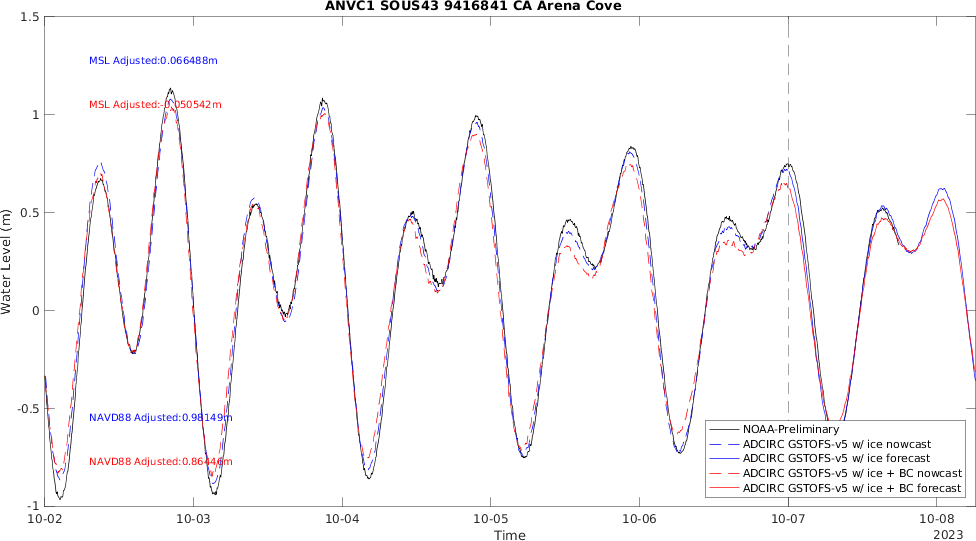 ANVC1 SOUS43 9416841 CA Arena Cove
1.5
1
0.5
0
-0.5
-1
Water Level (m)
MSL Adjusted:0.066488m
MSL Adjusted:-0.050542m
NAVD88 Adjusted:0.98149m
NAVD88 Adjusted:0.86446m
NOAA-Preliminary
ADCIRC GSTOFS-v5 w/ ice nowcast
ADCIRC GSTOFS-v5 w/ ice forecast
ADCIRC GSTOFS-v5 w/ ice + BC nowcast
ADCIRC GSTOFS-v5 w/ ice + BC forecast
10-02 10-03 10-04 10-05 10-06 10-07 10-08
Time
2023